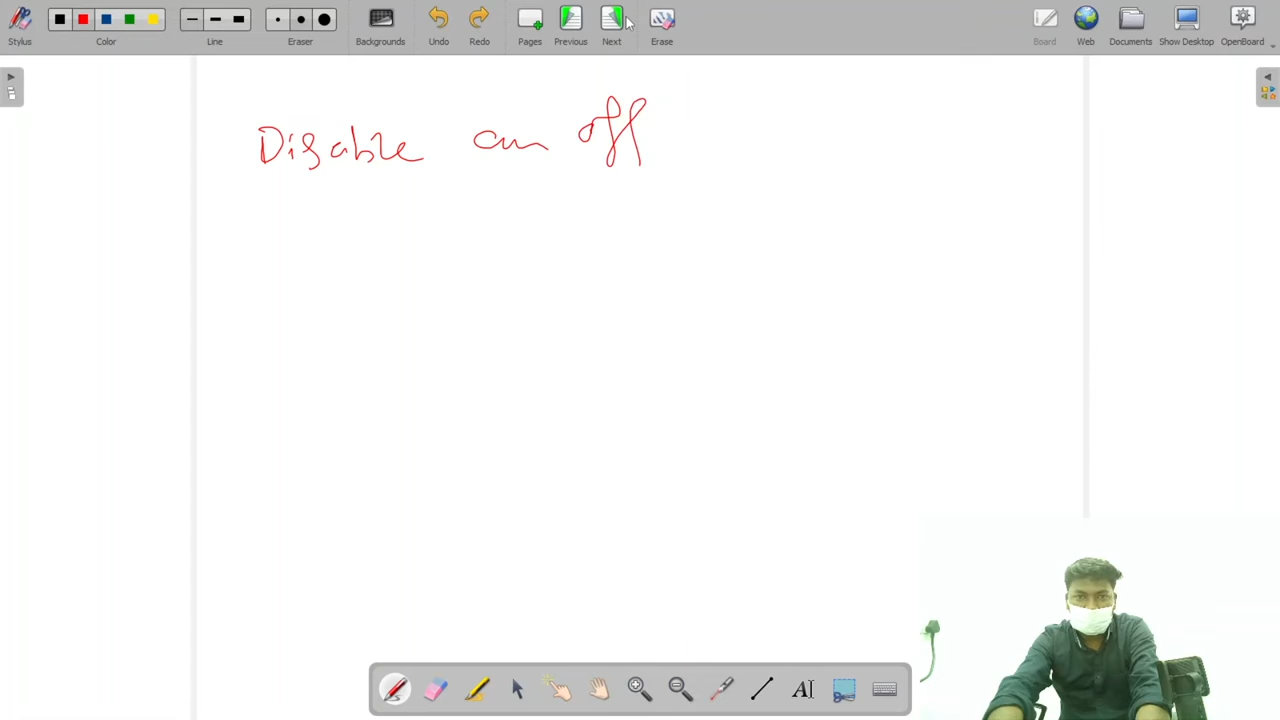 Stylus
Color
Line
Eraser
Backgrounds
Undo
Redo
Pages
Previous
Next
Erase
Board
Web
Documents
Show Desktop
OpenBoard
Disable an off